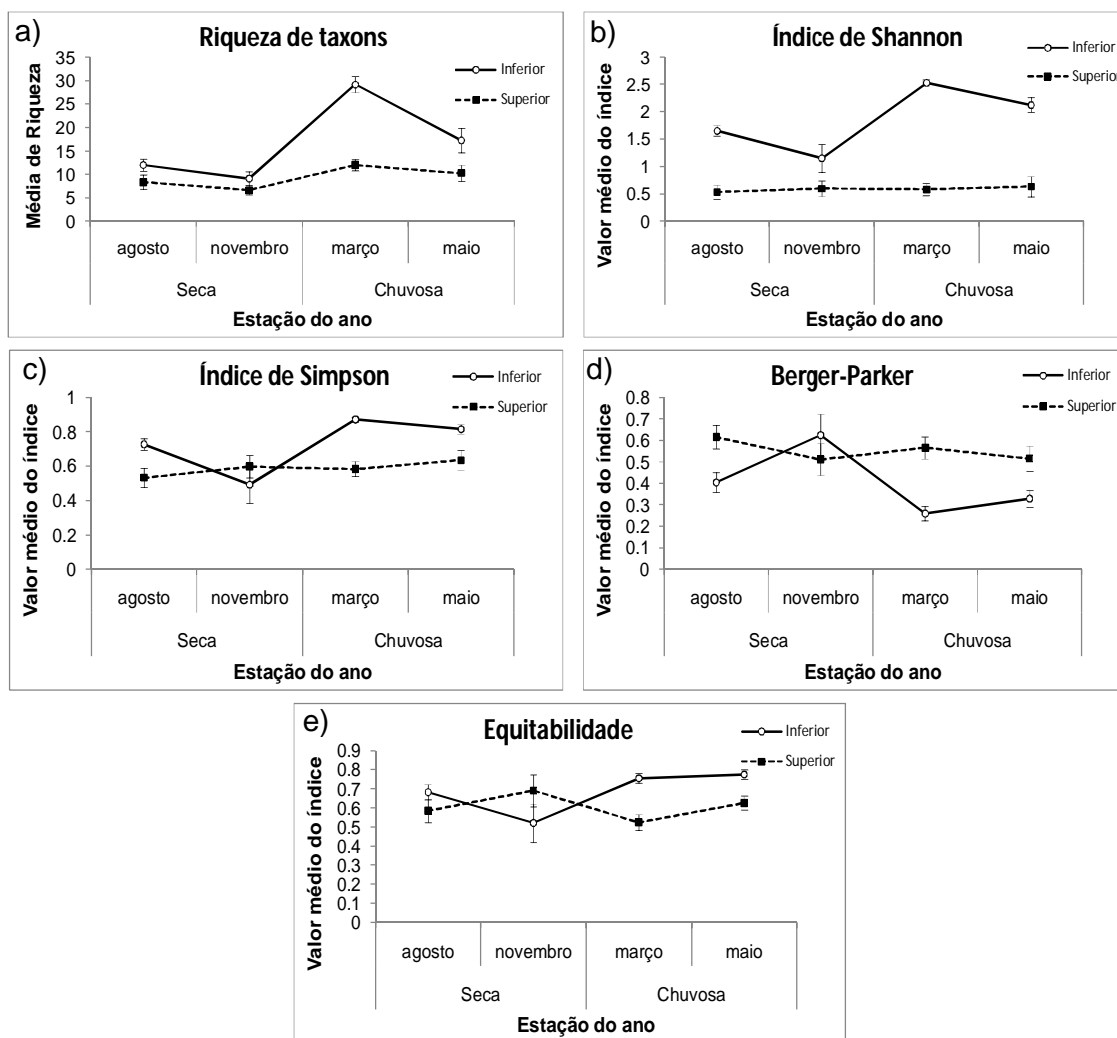 a)
Riqueza de taxons
Média de Riqueza
35
30
25
20
15
10
5
0
Inferior
Superior
agosto novembro março maio
Seca Chuvosa
Estação do ano
b)
Índice de Shannon
Valor médio do índice
3
2.5
2
1.5
1
0.5
0
Inferior
Superior
agosto novembro março maio
Seca Chuvosa
Estação do ano
c)
Índice de Simpson
Valor médio do índice
1
0.8
0.6
0.4
0.2
0
Inferior
Superior
agosto novembro março maio
Seca Chuvosa
Estação do ano
d)
Berger-Parker
Valor médio do índice
0.8
0.7
0.6
0.5
0.4
0.3
0.2
0.1
0
Inferior
Superior
agosto novembro março maio
Seca Chuvosa
Estação do ano
e)
Equitabilidade
Valor médio do índice
0.9
0.8
0.7
0.6
0.5
0.4
0.3
0.2
0.1
0
Inferior
Superior
agosto novembro março maio
Seca Chuvosa
Estação do ano